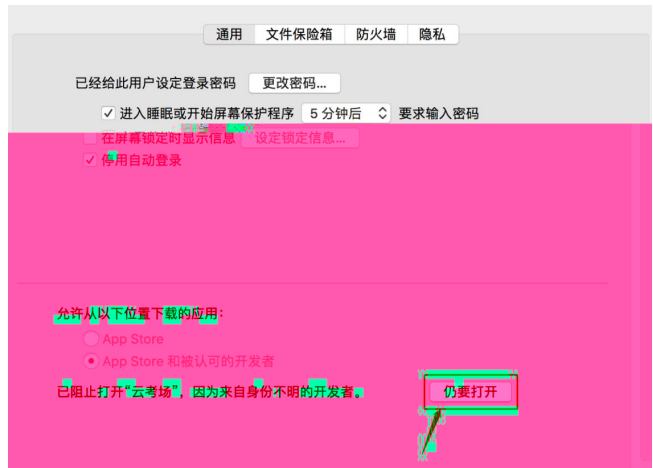 通用 文件保险箱 防火墙 隐私
已经给此用户设定登录密码 更改密码...
进入睡眠或开始屏幕保护程序 5 分钟后 要求输入密码
在屏幕锁定时显示信息 设定锁定信息...
停用自动登录
允许从以下位置下载的应用：
App Store
App Store 和被认可的开发者
已阻止打开“云考场”，因为来自身份不明的开发者。 仍要打开